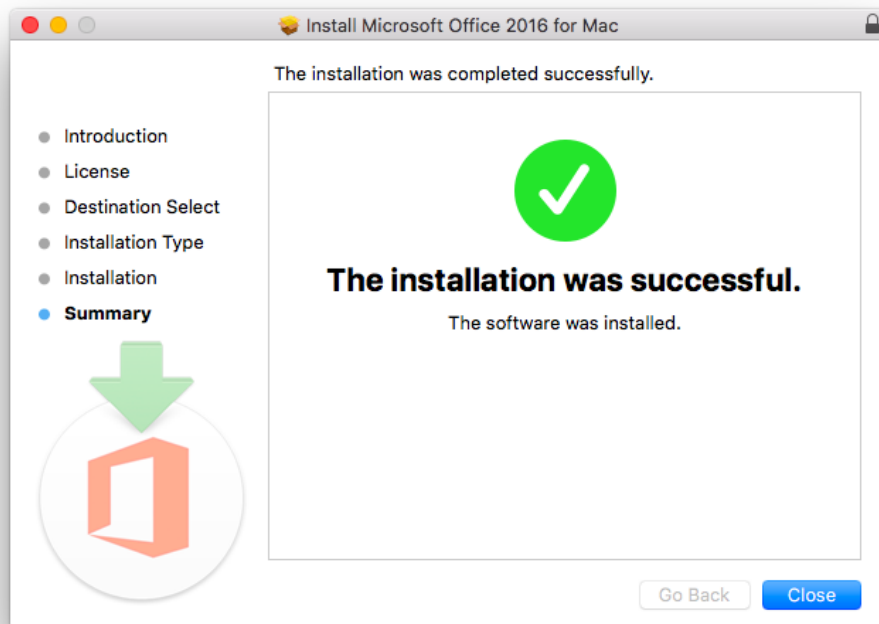 Install Microsoft Office 2016 for Mac
The installation was completed successfully.
Introduction
License
Destination Select
Installation Type
Installation
Summary
The installation was successful.
The software was installed.
Go Back
Close